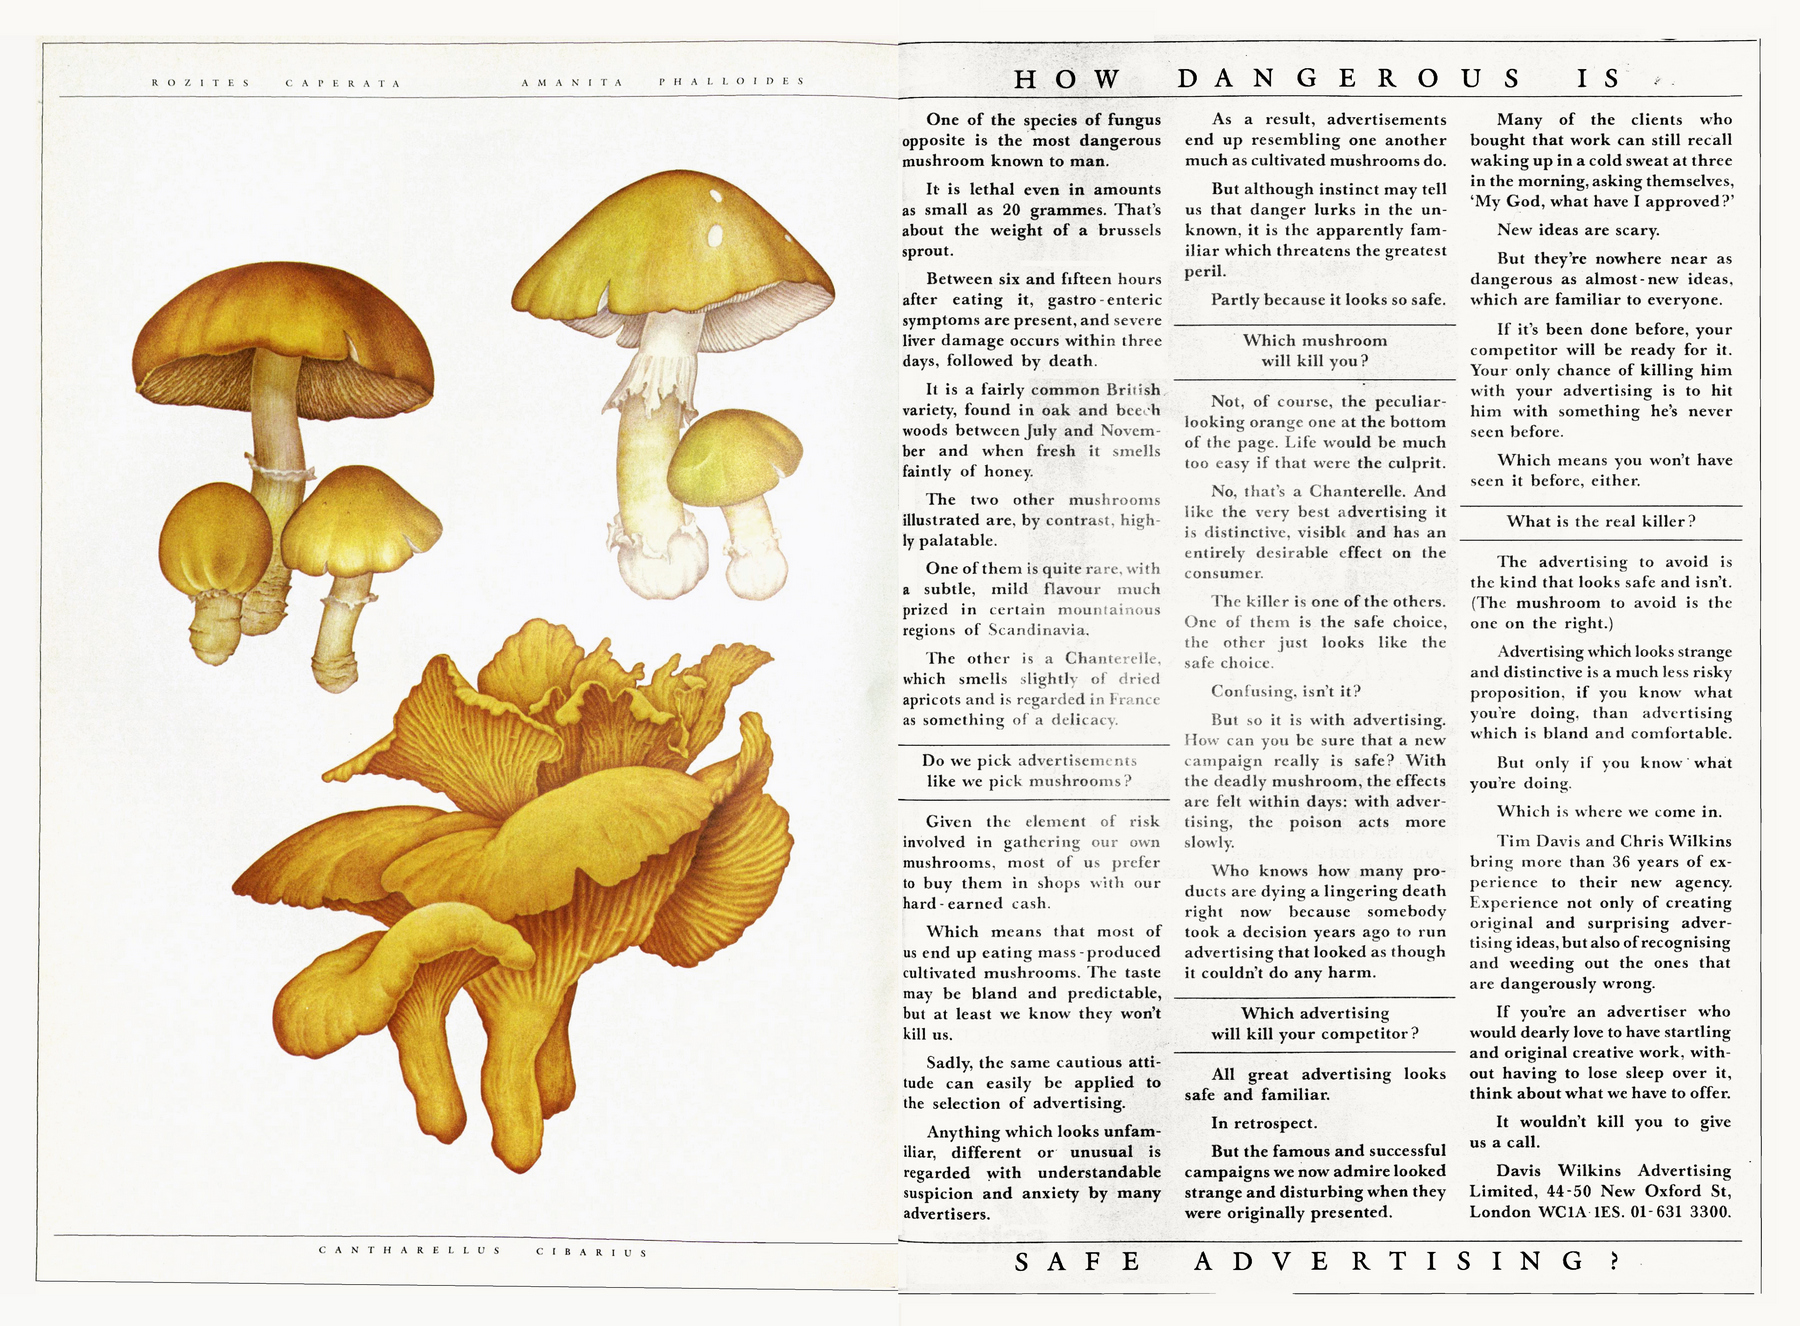 ROZITES CAPERATA
AMANITA PHALLOIDES
CANTHARELLUS CIBARIUS
HOW DANGEROUS IS
One of the species of fungus
opposite is the most dangerous
mushroom known to man.
It is lethal even in amounts
as small as 20 grammes. That's
about the weight of a brussels
sprout.
Between six and fifteen hours
after eating it, gastro-enteric
symptoms are present, and severe
liver damage occurs within three
days, followed by death.
It is a fairly common British
variety, found in oak and beech
woods between July and Novem-
ber and when fresh it smells
faintly of honey.
The two other mushrooms
illustrated are, by contrast, high-
ly palatable.
One of them is quite rare, with
a subtle, mild flavour much
prized in certain mountainous
regions of Scandinavia.
The other is a Chanterelle,
which smells slightly of dried
apricots and is regarded in France
as something of a delicacy.
Do we pick advertisements
like we pick mushrooms?
Given the element of risk
involved in gathering our own
mushrooms, most of us prefer
to buy them in shops with our
hard-earned cash.
Which means that most of
us end up eating mass-produced
cultivated mushrooms. The taste
may be bland and predictable,
but at least we know they won't
kill us.
Sadly, the same cautious atti-
tude can easily be applied to
the selection of advertising.
Anything which looks unfam-
iliar, different or unusual is
regarded with understandable
suspicion and anxiety by many
advertisers.
As a result, advertisements
end up resembling one another
much as cultivated mushrooms do.
But although instinct may tell
us that danger lurks in the un-
known, it is the apparently fam-
iliar which threatens the greatest
peril.
Partly because it looks so safe.
Which mushroom
will kill you?
Not, of course, the peculiar-
looking orange one at the bottom
of the page. Life would be much
too easy if that were the culprit.
No, that's a Chanterelle. And
like the very best advertising it
is distinctive, visible and has an
entirely desirable effect on the
consumer.
The killer is one of the others.
One of them is the safe choice,
the other just looks like the
safe choice.
Confusing, isn't it?
But so it is with advertising.
How can you be sure that a new
campaign really is safe? With
the deadly mushroom, the effects
are felt within days: with adver-
tising, the poison acts more
slowly.
Who knows how many pro-
ducts are dying a lingering death
right now because somebody
took a decision years ago to run
advertising that looked as though
it couldn't do any harm.
Which advertising
will kill your competitor?
All great advertising looks
safe and familiar.
In retrospect.
But the famous and successful
campaigns we now admire looked
strange and disturbing when they
were originally presented.
Many of the clients who
bought that work can still recall
waking up in a cold sweat at three
in the morning, asking themselves,
'My God, what have I approved?'
New ideas are scary.
But they're nowhere near as
dangerous as almost-new ideas,
which are familiar to everyone.
If it's been done before, your
competitor will be ready for it.
Your only chance of killing him
with your advertising is to hit
him with something he's never
seen before.
Which means you won't have
seen it before, either.
What is the real killer?
The advertising to avoid is
the kind that looks safe and isn't.
(The mushroom to avoid is the
one on the right.)
Advertising which looks strange
and distinctive is a much less risky
proposition, if you know what
you're doing, than advertising
which is bland and comfortable.
But only if you know what
you're doing.
Which is where we come in.
Tim Davis and Chris Wilkins
bring more than 36 years of ex-
perience to their new agency.
Experience not only of creating
original and surprising adver-
tising ideas, but also of recognising
and weeding out the ones that
are dangerously wrong.
If you're an advertiser who
would dearly love to have startling
and original creative work, with-
out having to lose sleep over it,
think about what we have to offer.
It wouldn't kill you to give
us a call.
Davis Wilkins Advertising
Limited, 44-50 New Oxford St,
London WC1A 1ES. 01-631 3300.
SAFE ADVERTISING?